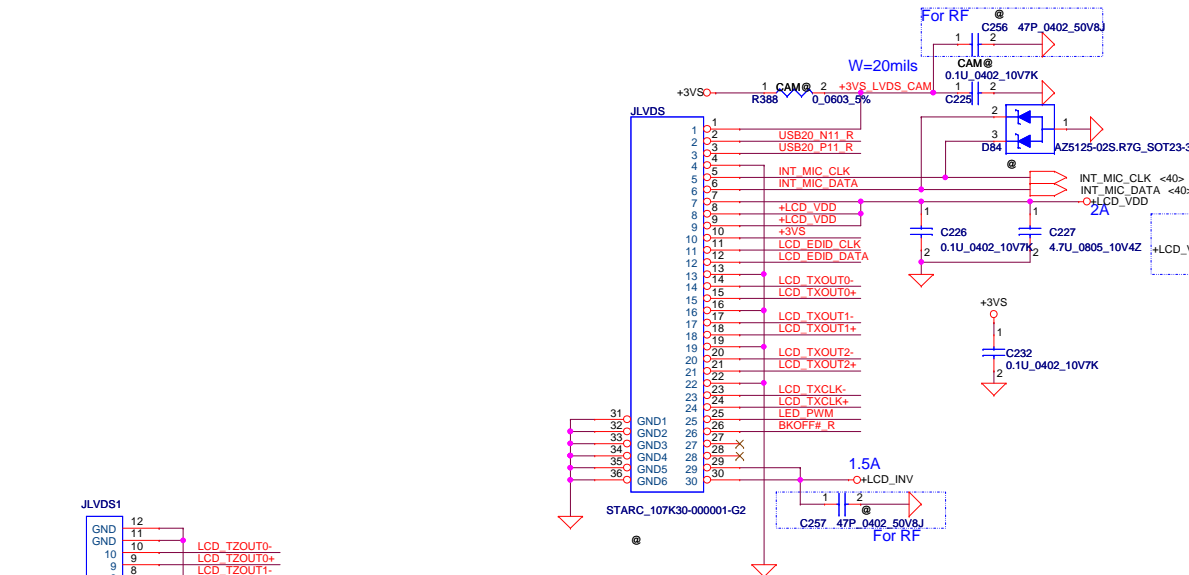 For RF
@
C256 47P_0402_50V8J
1 2
CAM@
0.1U_0402_10V7K
W=20mils
+3VS 1 CAM@ 2 +3VS_LVDS_CAM 1 2
R388 0_0603_5% C225
JLVDS
2 1
3
D84 AZ5125-02S.R7G_SOT23-3
@
1 1
2 2 USB20_N11_R
3 3 USB20_P11_R
4 4
5 5 INT_MIC_CLK INT_MIC_CLK <40>
6 6 INT_MIC_DATA INT_MIC_DATA <40>
7 7 +LCD_VDD
2A
8 8 +LCD_VDD
9 9 +LCD_VDD
10 10 +3VS
11 11 LCD_EDID_CLK
12 12 LCD_EDID_DATA
13 13
14 14 LCD_TXOUT0-
15 15 LCD_TXOUT0+
16 16
17 17 LCD_TXOUT1-
18 18 LCD_TXOUT1+
19 19
20 20 LCD_TXOUT2-
21 21 LCD_TXOUT2+
22 22
23 23 LCD_TXCLK-
24 24 LCD_TXCLK+
25 25 LED_PWM
26 26 BKOFF#_R
27 27
28 28
29 29
30 30
31 GND1
32 GND2
33 GND3
34 GND4
35 GND5
36 GND6
STARC_107K30-000001-G2
@
1 C226 1 C227
2 0.1U_0402_10V7K 2 4.7U_0805_10V4Z
+LCD_V
+3VS
1
C232
0.1U_0402_10V7K
2
1.5A
+LCD_INV
1 2
@
C257 47P_0402_50V8J
For RF
JLVDS1
GND 12
GND 11
10 10 LCD_TZOUT0-
9 9 LCD_TZOUT0+
8 LCD_TZOUT1-